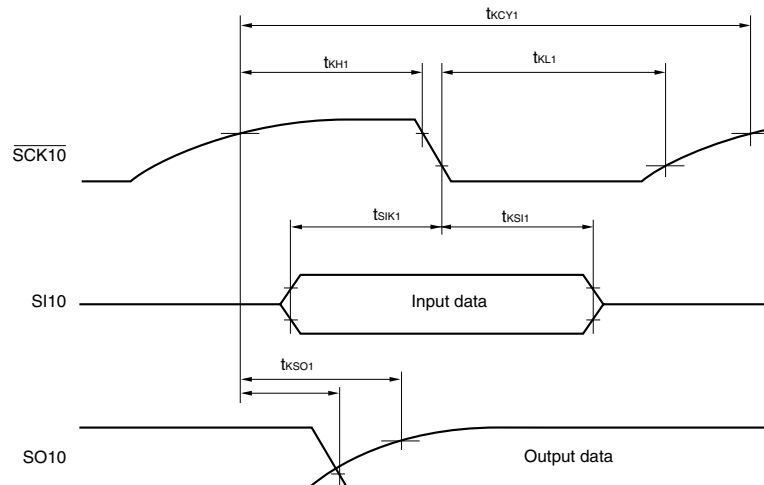 tKCY1
tKH1
tKL1
SCK10
tSIK1
tKSI1
SI10
Input data
tKSO1
SO10
Output data